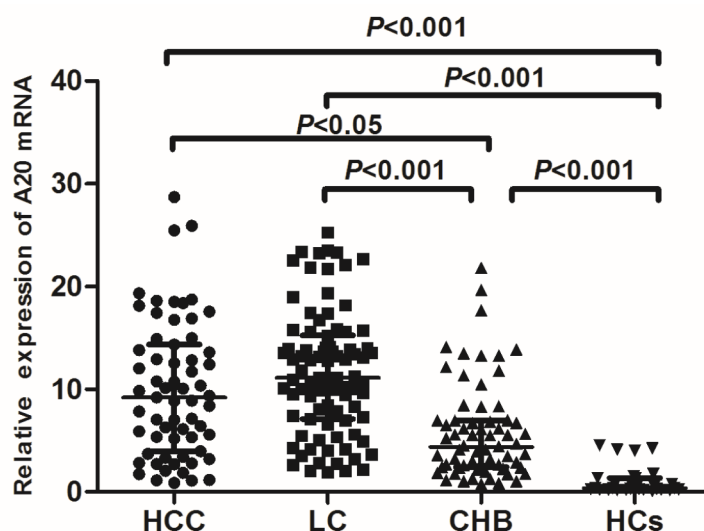 P<0.001
P<0.001
P<0.05
P<0.001 P<0.001
Relative expression of A20 mRNA
40
30
20
10
0
HCC LC CHB HCs